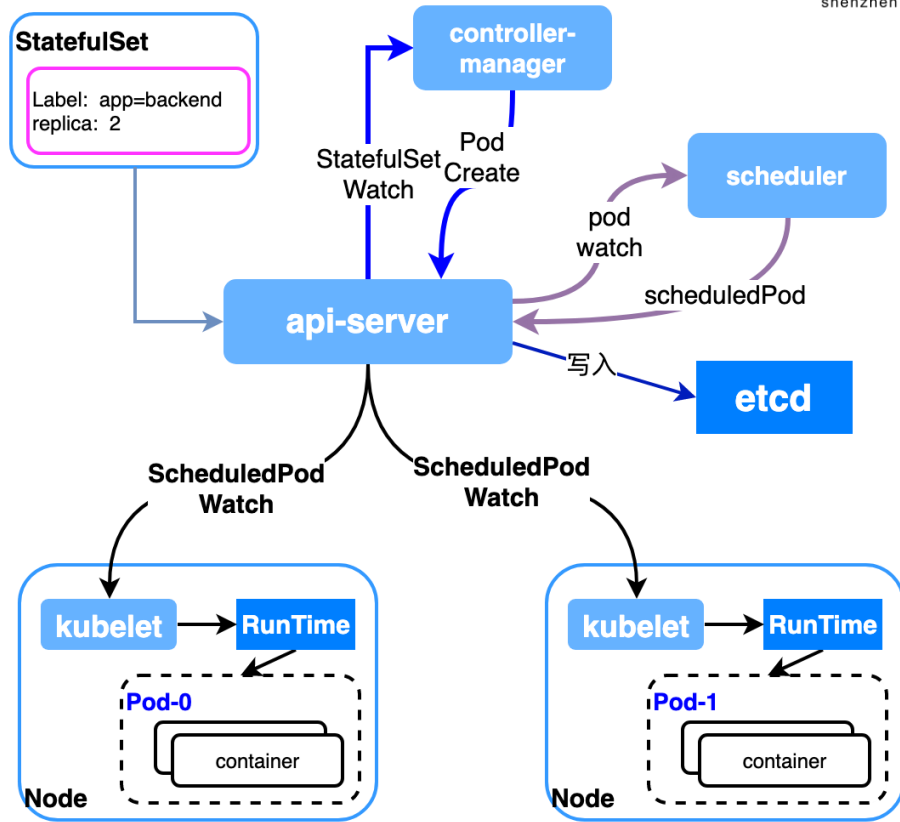 shenzhen
StatefulSet
Label: app=backend
replica: 2
controller-
manager
StatefulSet
Watch
Pod
Create
scheduler
pod
watch
scheduledPod
api-server
写入
etcd
ScheduledPod
Watch
ScheduledPod
Watch
kubelet
RunTime
Pod-0
container
Node
kubelet
RunTime
Pod-1
container
Node